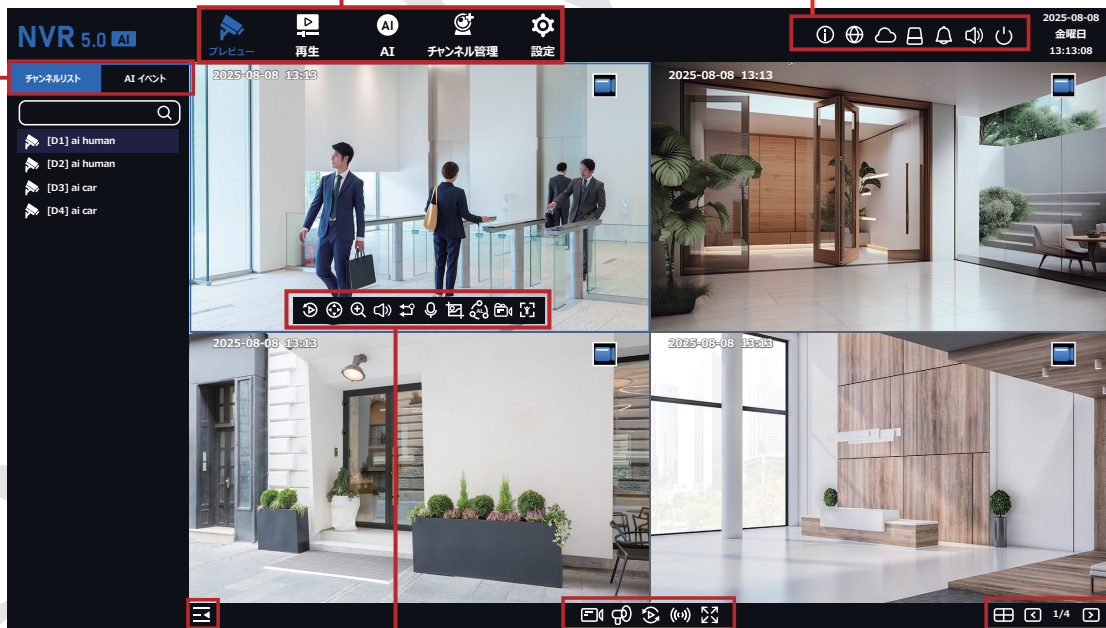 NVR 5.0 AI
プレビュー
再生
AI
AI
チャンネル管理
設定
2025-08-08
金曜日
13:13:08
チャンネルリスト
AI イベント
[D1] ai human
[D2] ai human
[D3] ai car
[D4] ai car
2025-08-08 13:13
2025-08-08 13:13
AI
2025-08-08 13:13
2025-08-08 13:13
1/4